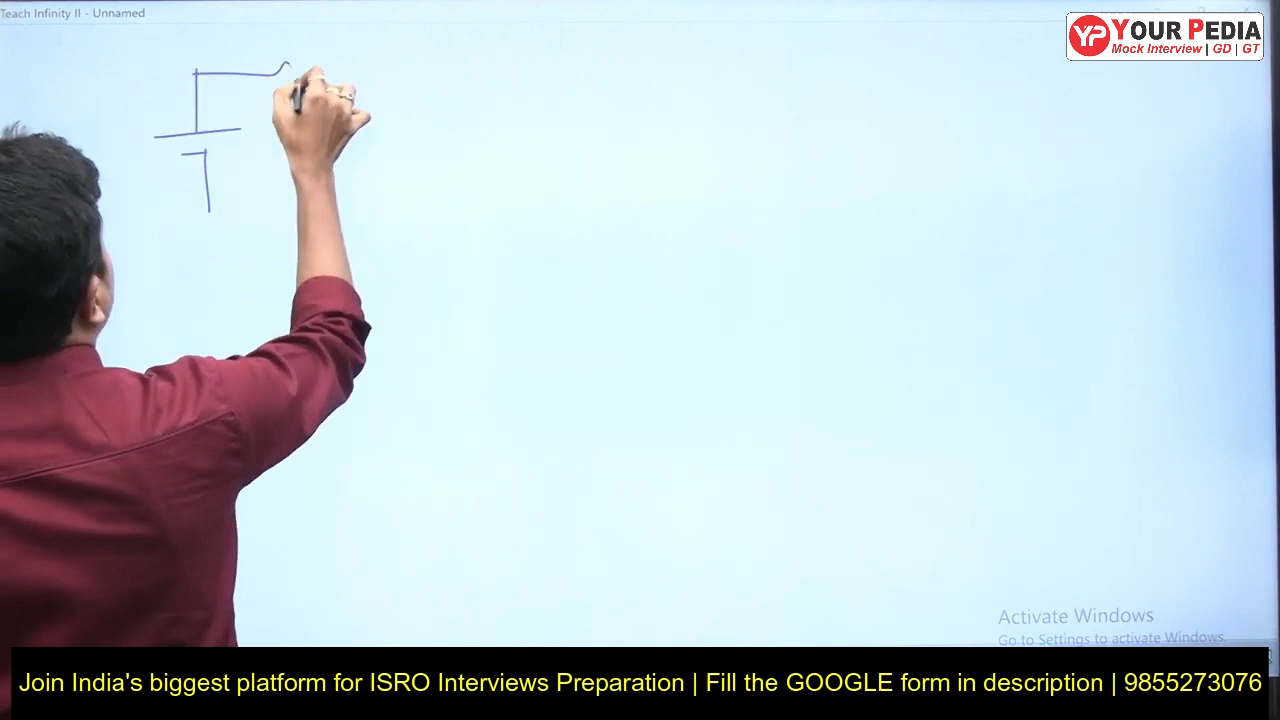 Teach Infinity II - Unnamed
YP YOUR PEDIA
Mock Interview | GD | GT
Activate Windows
Go to Settings to activate Windows.
Join India's biggest platform for ISRO Interviews Preparation | Fill the GOOGLE form in description | 9855273076